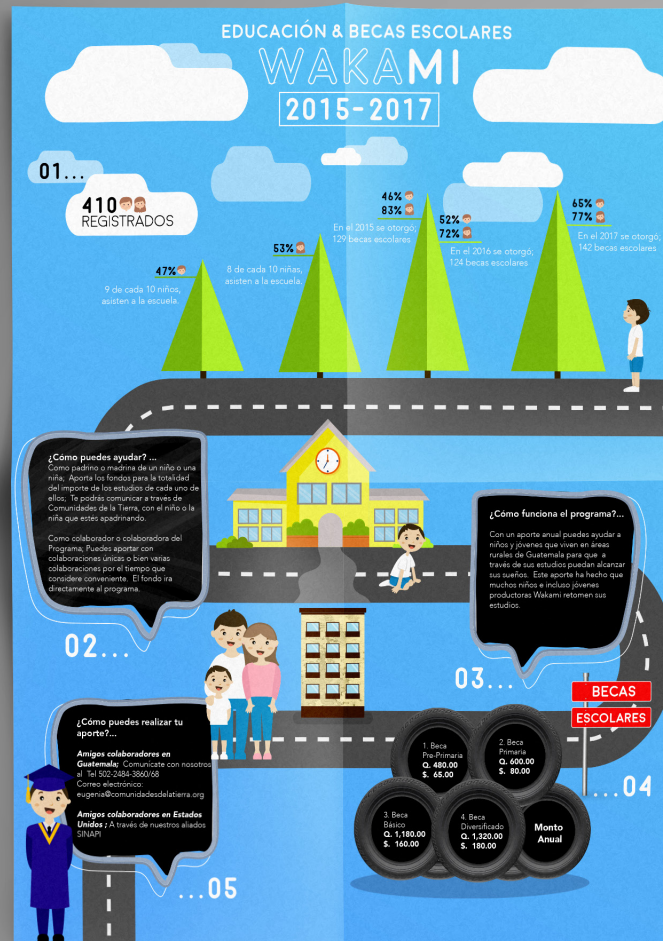 EDUCACIÓN & BECAS ESCOLARES
WAKAMI
2015-2017
01...
410
REGISTRADOS
47%
9 de cada 10 niños,
asisten a la escuela.
53%
8 de cada 10 niñas,
asisten a la escuela.
46%
83%
En el 2015 se otorgó;
129 becas escolares
52%
72%
En el 2016 se otorgó;
124 becas escolares
65%
77%
En el 2017 se otorgó;
142 becas escolares
¿Cómo puedes ayudar? ...
Como padrino o madrina de un niño o una
niña; Aporta los fondos para la totalidad
del importe de los estudios de cada uno de
ellos; Te podrás comunicar a través de
Comunidades de la Tierra, con el niño o la
niña que estés apadrinando.
Como colaborador o colaboradora del
Programa; Puedes aportar con
colaboraciones únicas o bien varias
colaboraciones por el tiempo que
considere conveniente. El fondo ira
directamente al programa.
02...
¿Cómo funciona el programa?...
Con un aporte anual puedes ayudar a
niños y jóvenes que viven en áreas
rurales de Guatemala para que a
través de sus estudios puedan alcanzar
sus sueños. Este aporte ha hecho que
muchos niños e incluso jóvenes
productoras Wakami retomen sus
estudios.
03...
BECAS
ESCOLARES
1. Beca
Pre-Primaria
Q. 480.00
$. 65.00
2. Beca
Primaria
Q. 600.00
$. 80.00
3. Beca
Básico
Q. 1,180.00
$. 160.00
4. Beca
Diversificado
Q. 1,320.00
$. 180.00
Monto
Anual
...04
¿Cómo puedes realizar tu
aporte?...
Amigos colaboradores en
Guatemala; Comunícate con nosotros
al Tel 502-2484-3860/68
Correo electrónico:
eugenia@comunidadesdelatierra.org
Amigos colaboradores en Estados
Unidos ; A través de nuestros aliados
SINAPI
...05